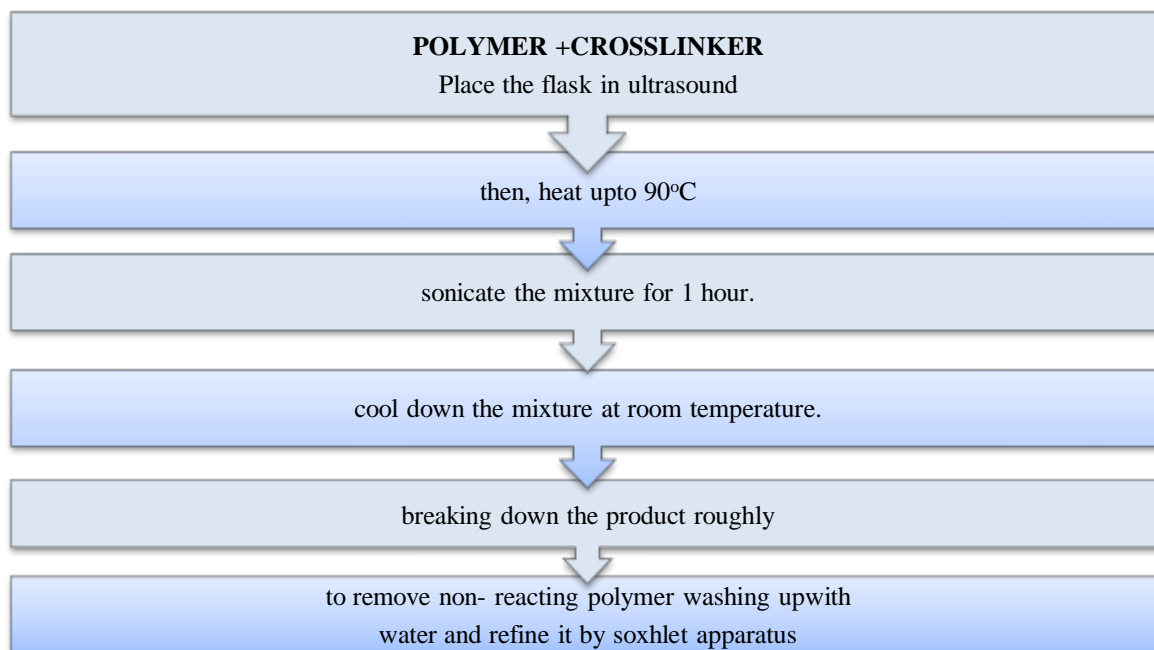 POLYMER +CROSSLINKER
Place the flask in ultrasound
then, heat upto 90°C
sonicate the mixture for 1 hour.
cool down the mixture at room temperature.
breaking down the product roughly
to remove non- reacting polymer washing upwith
water and refine it by soxhlet apparatus